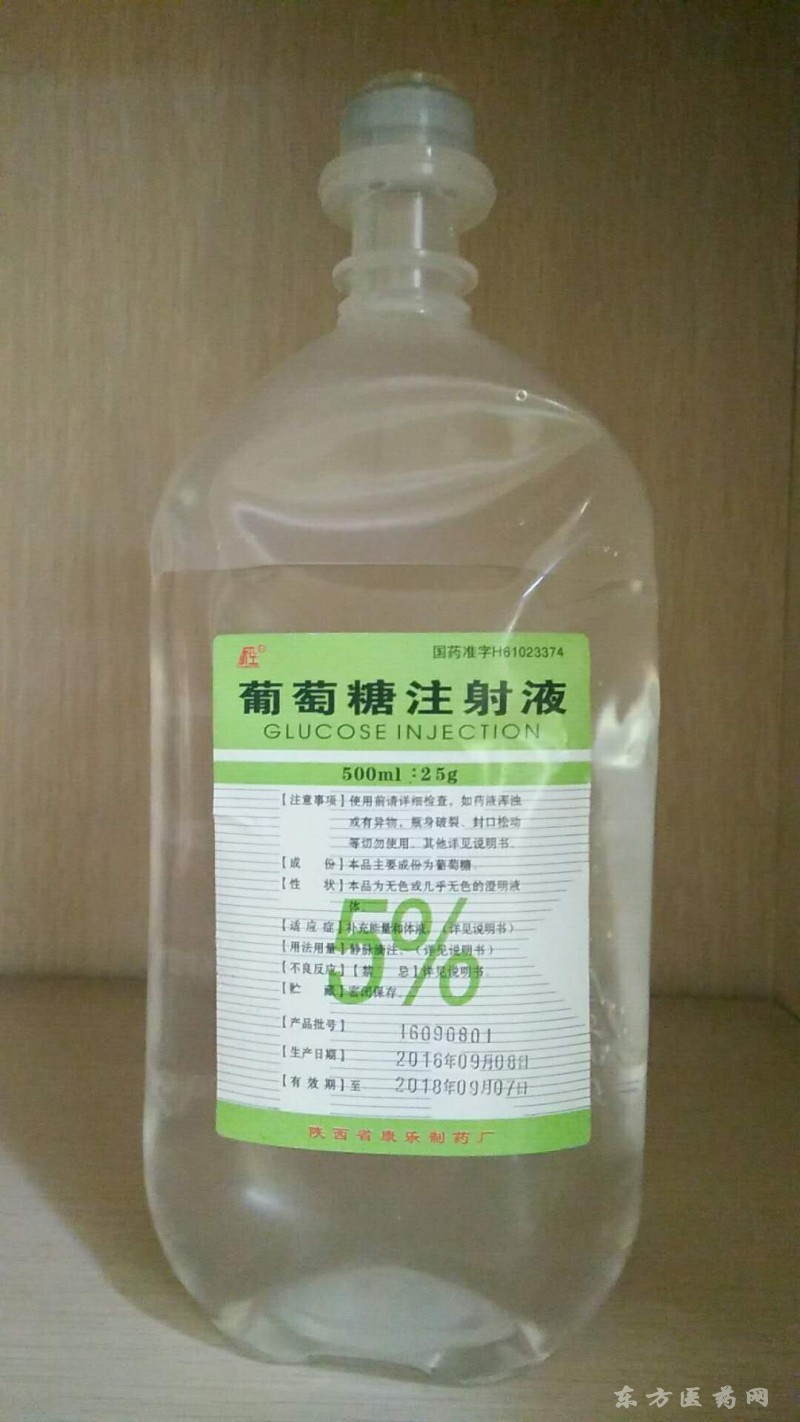 国药准字H61023374
葡萄糖注射液
GLUCOSE INJECTION
500ml:25g
【注意事项】使用前请详细检查，如药液浑浊
或有异物，瓶身破裂、封口松动
等切勿使用。其他详见说明书。
【成 份】本品主要成份为葡萄糖。
【性 状】本品为无色或几乎无色的澄明液
体。
5%
【适应症】补充能量和体液。（详见说明书）
【用法用量】静脉滴注。（详见说明书）
【不良反应】【禁 忌】详见说明书。
【贮 藏】密闭保存。
【产品批号】 16090801
【生产日期】 2016年09月08日
【有效期】至 2018年09月07日
陕西省康乐制药厂
东方医药网